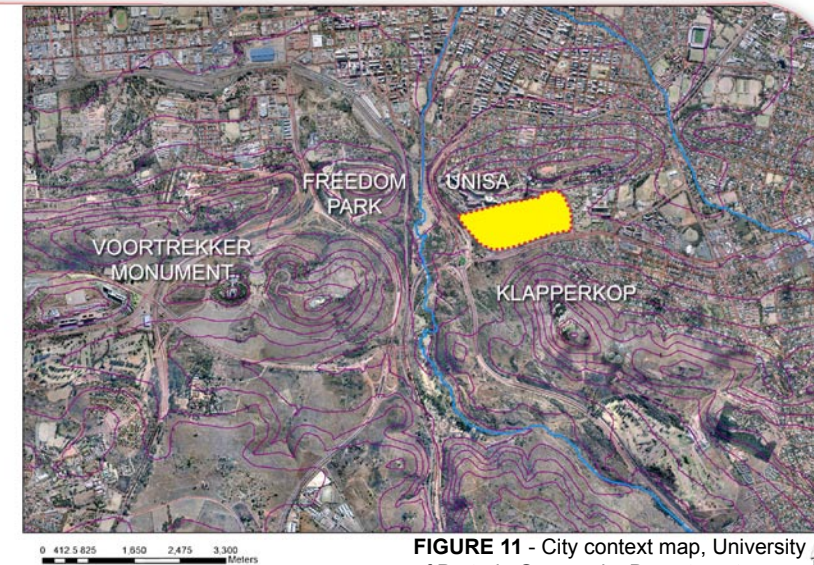 FREEDOM
PARK
UNISA
VOORTREKKER
MONUMENT
KLAPPERKOP
0 412.5 825 1,650 2,475 3,300
Meters
FIGURE 11 - City context map, University